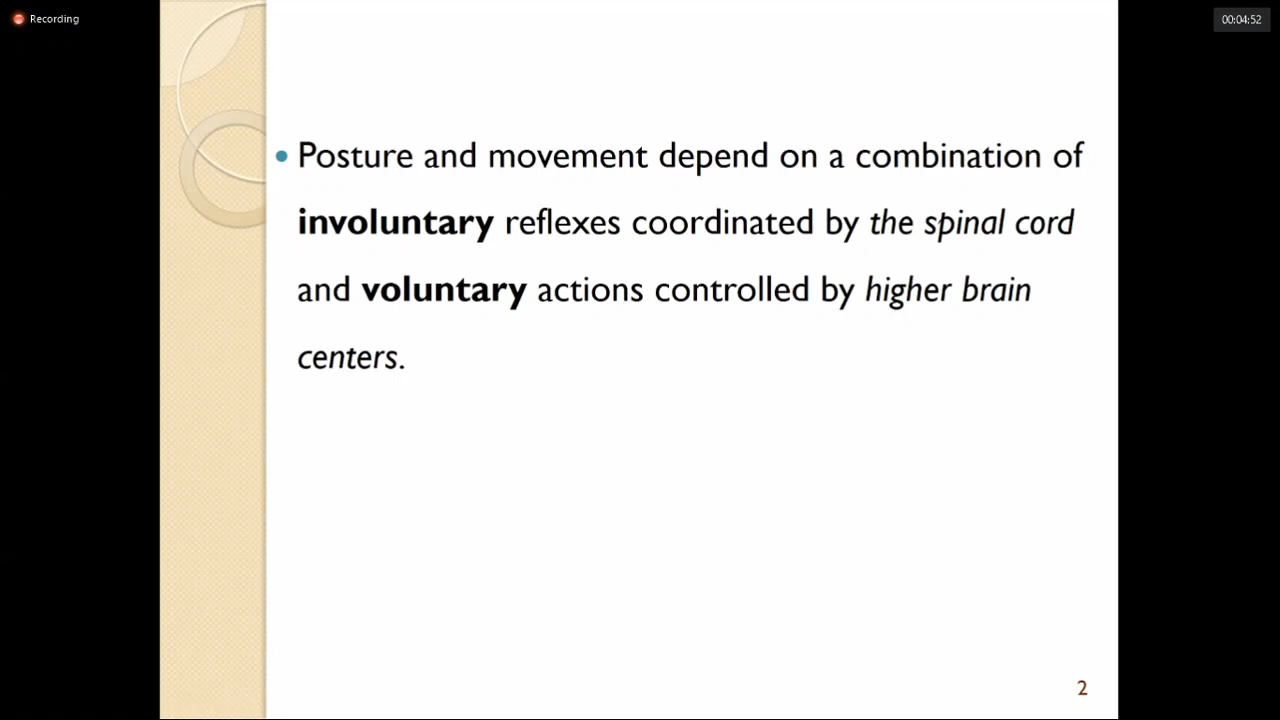 Recording
00:04:52
• Posture and movement depend on a combination of
involuntary reflexes coordinated by the spinal cord
and voluntary actions controlled by higher brain
centers.
2